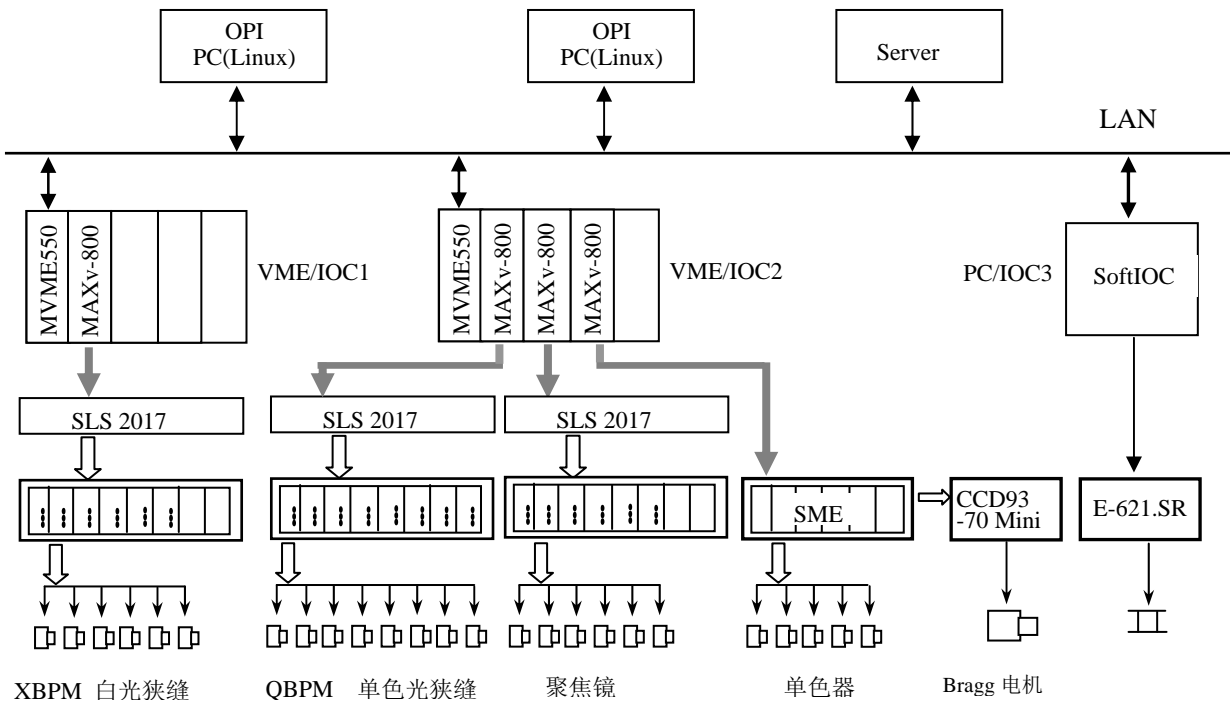 OPI
PC(Linux)
OPI
PC(Linux)
Server
LAN
MVME550
MAXv-800
VME/IOC1
MVME550
MAXv-800
MAXv-800
MAXv-800
VME/IOC2
PC/IOC3
SoftIOC
SLS 2017
SLS 2017
SLS 2017
SME
CCD93
-70 Mini
E-621.SR
XBPM 白光狭缝
QBPM 单色光狭缝
聚焦镜
单色器
Bragg 电机